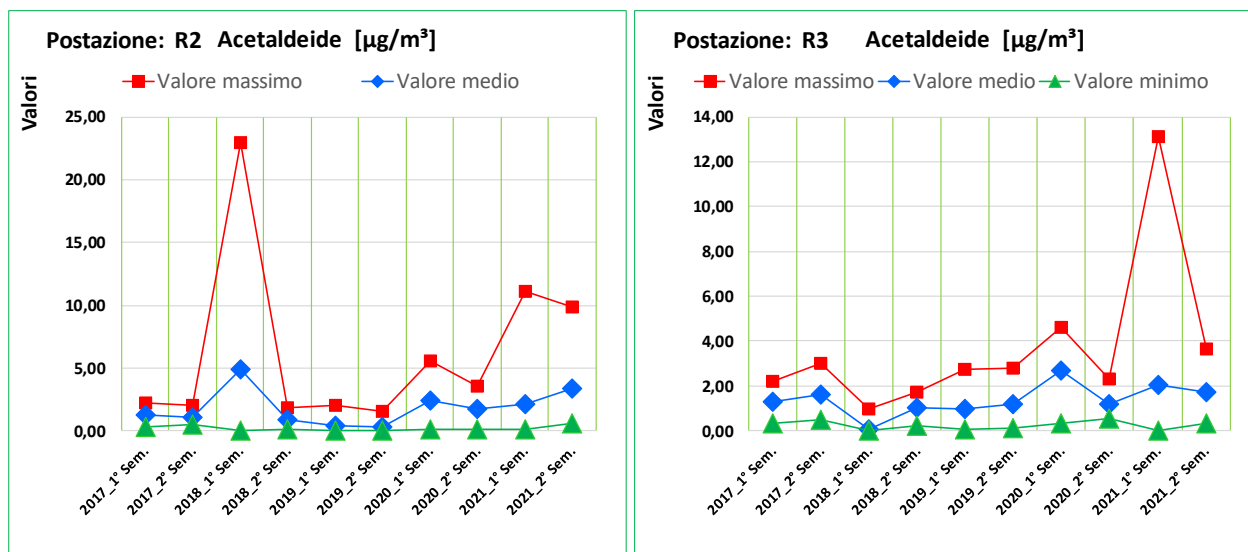 Postazione: R2 Acetaldeide [µg/m³]
Valore massimo Valore medio
Valori
25,00
20,00
15,00
10,00
5,00
0,00
2017_1° Sem.
2017_2° Sem.
2018_1° Sem.
2018_2° Sem.
2019_1° Sem.
2019_2° Sem.
2020_1° Sem.
2020_2° Sem.
2021_1° Sem.
2021_2° Sem.
Postazione: R3 Acetaldeide [µg/m³]
Valore massimo Valore medio Valore minimo
Valori
14,00
12,00
10,00
8,00
6,00
4,00
2,00
0,00
2017_1° Sem.
2017_2° Sem.
2018_1° Sem.
2018_2° Sem.
2019_1° Sem.
2019_2° Sem.
2020_1° Sem.
2020_2° Sem.
2021_1° Sem.
2021_2° Sem.